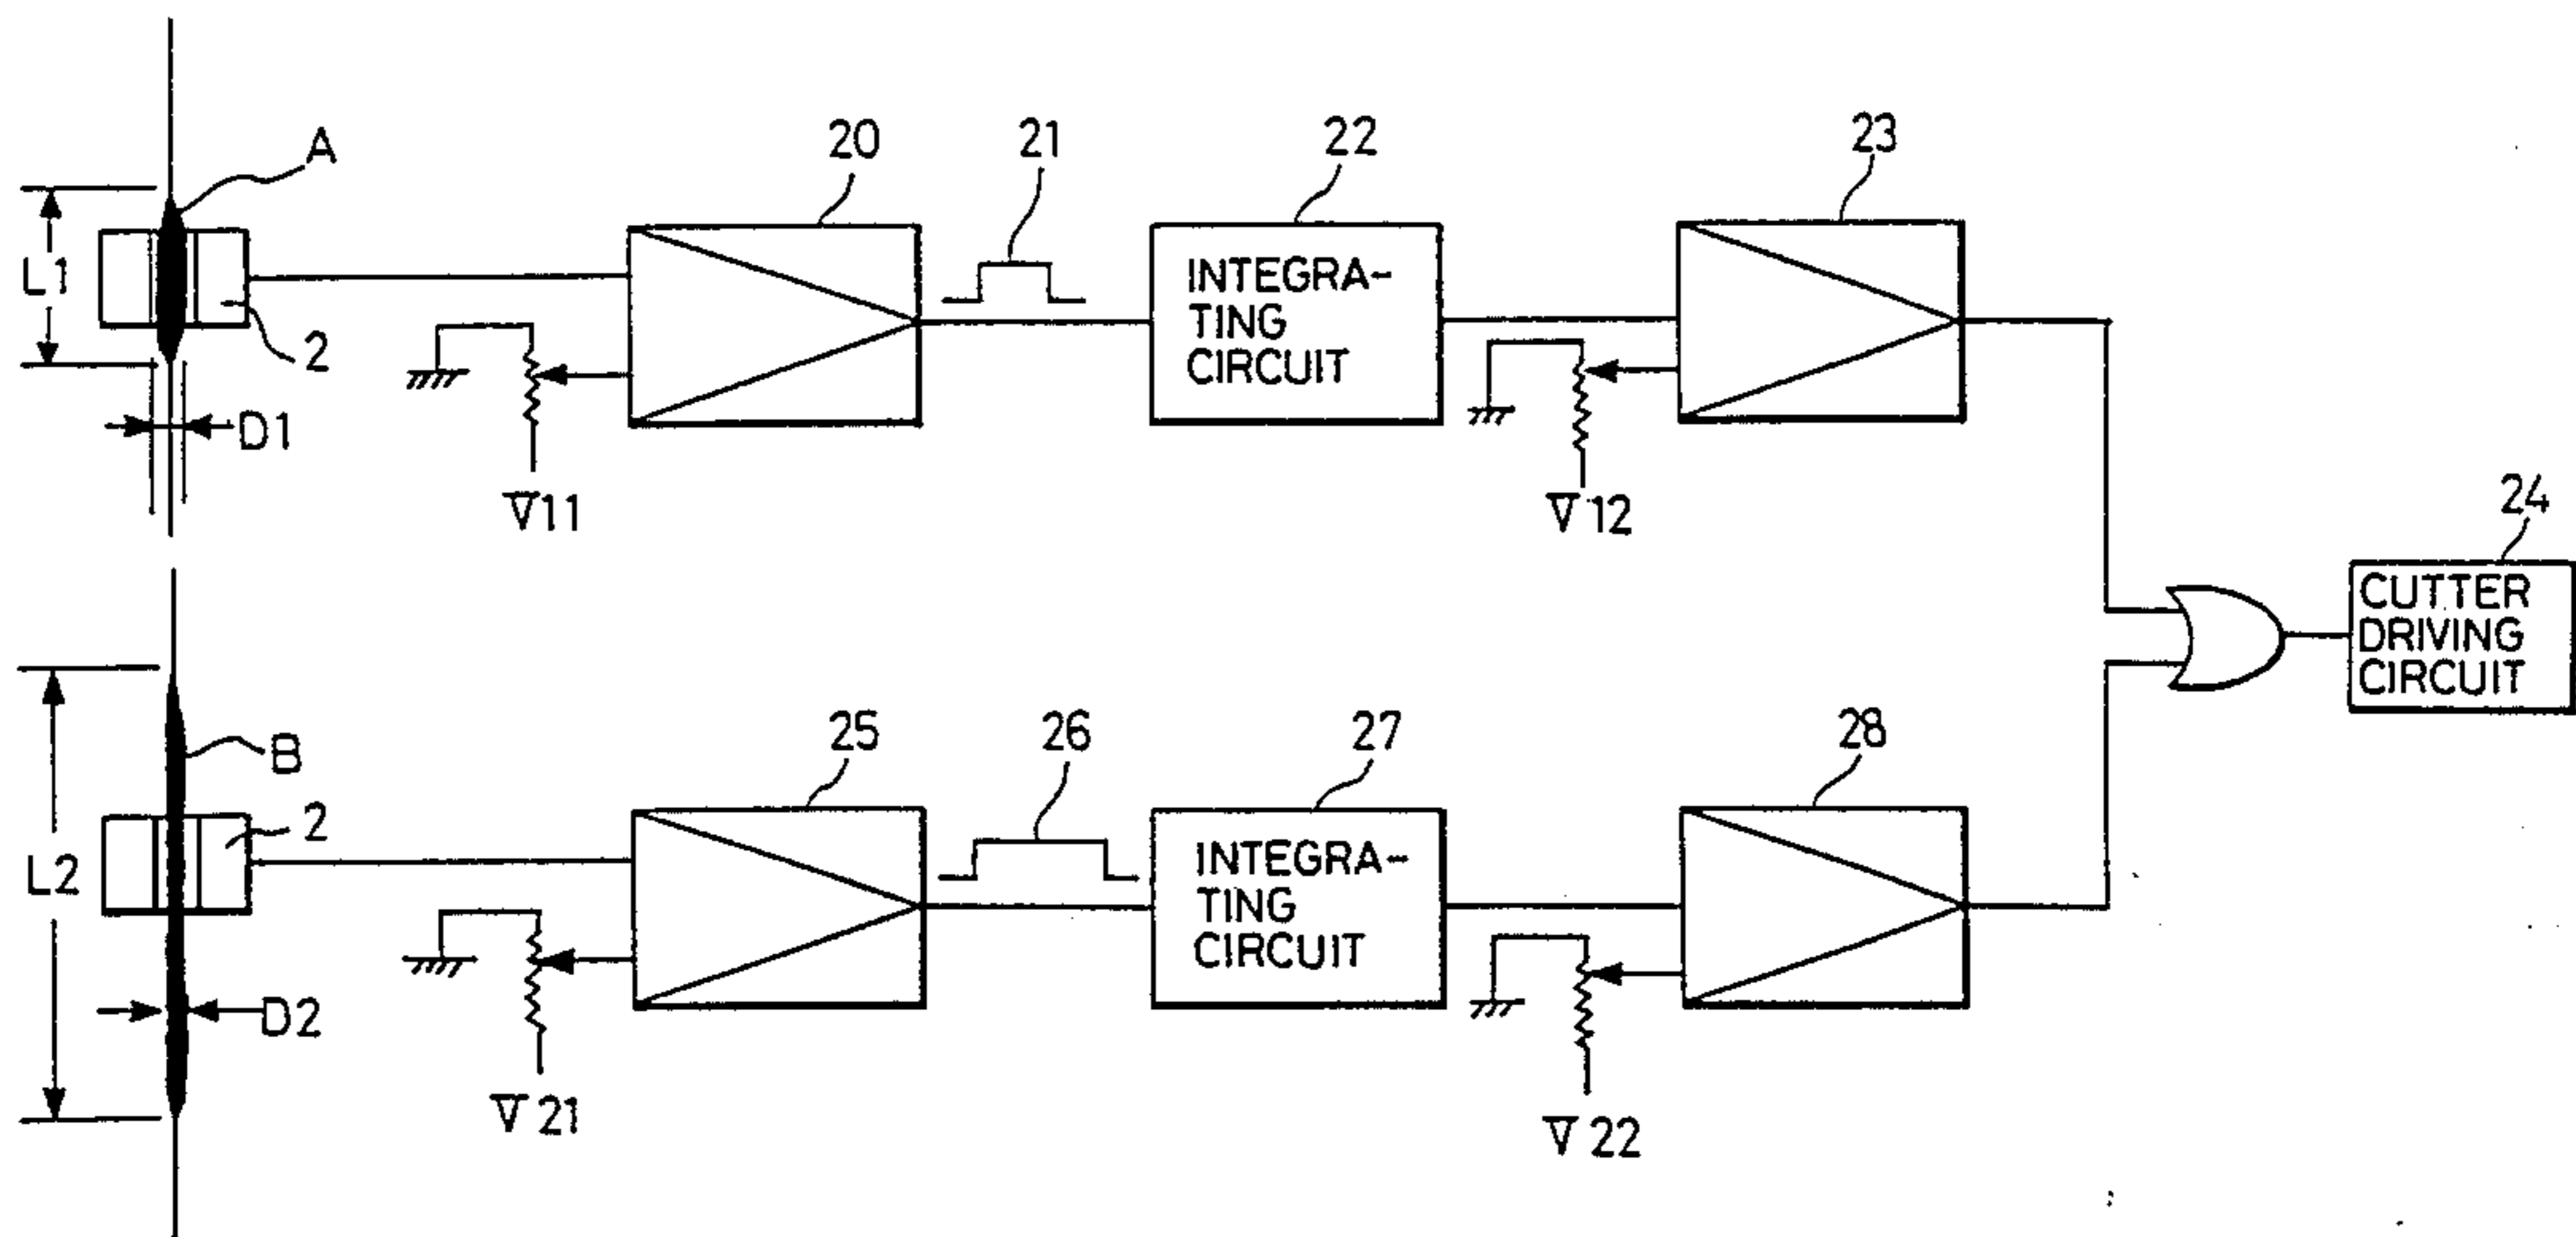 A
20
21
22
23
L1
2
INTEGRA-
TING
CIRCUIT
D1
V11
V12
24
CUTTER
DRIVING
CIRCUIT
B
2
25
26
27
28
L2
INTEGRA-
TING
CIRCUIT
D2
V21
V22